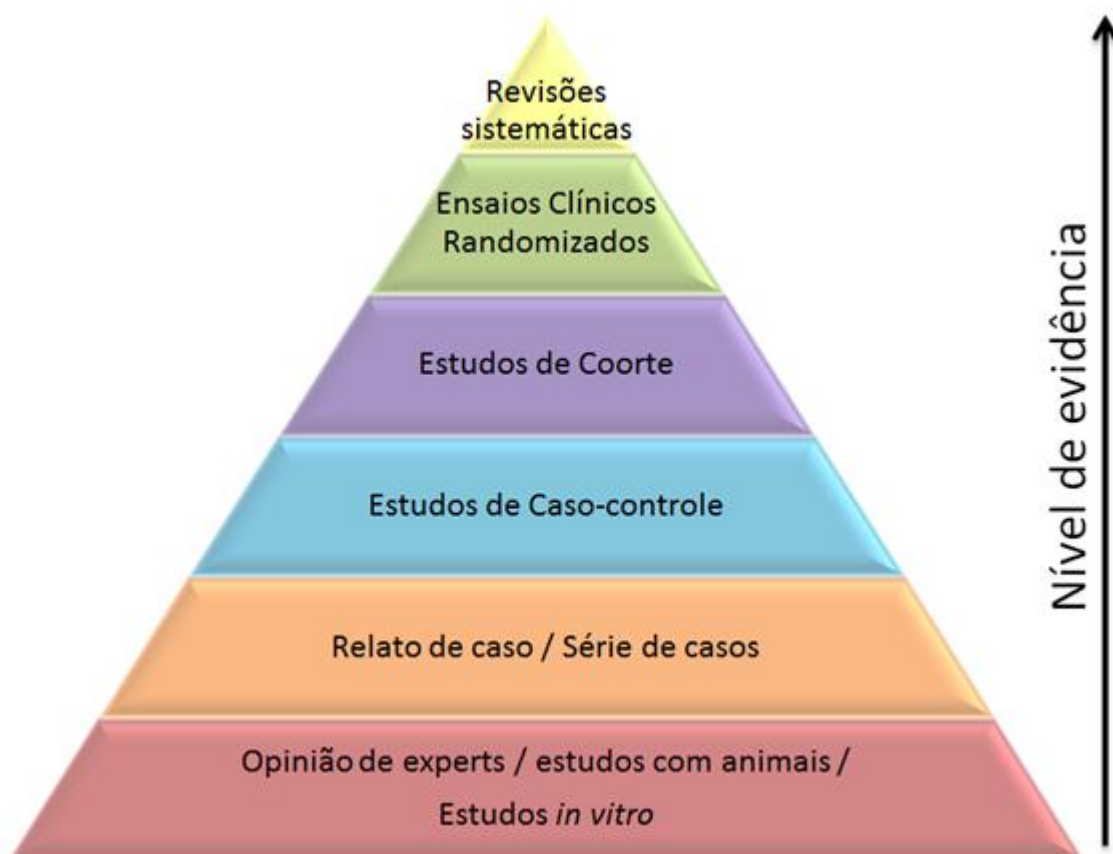 Revisões
sistemáticas
Ensaios Clínicos
Randomizados
Estudos de Coorte
Estudos de Caso-controle
Relato de caso / Série de casos
Opinião de experts / estudos com animais /
Estudos in vitro
Nível de evidência